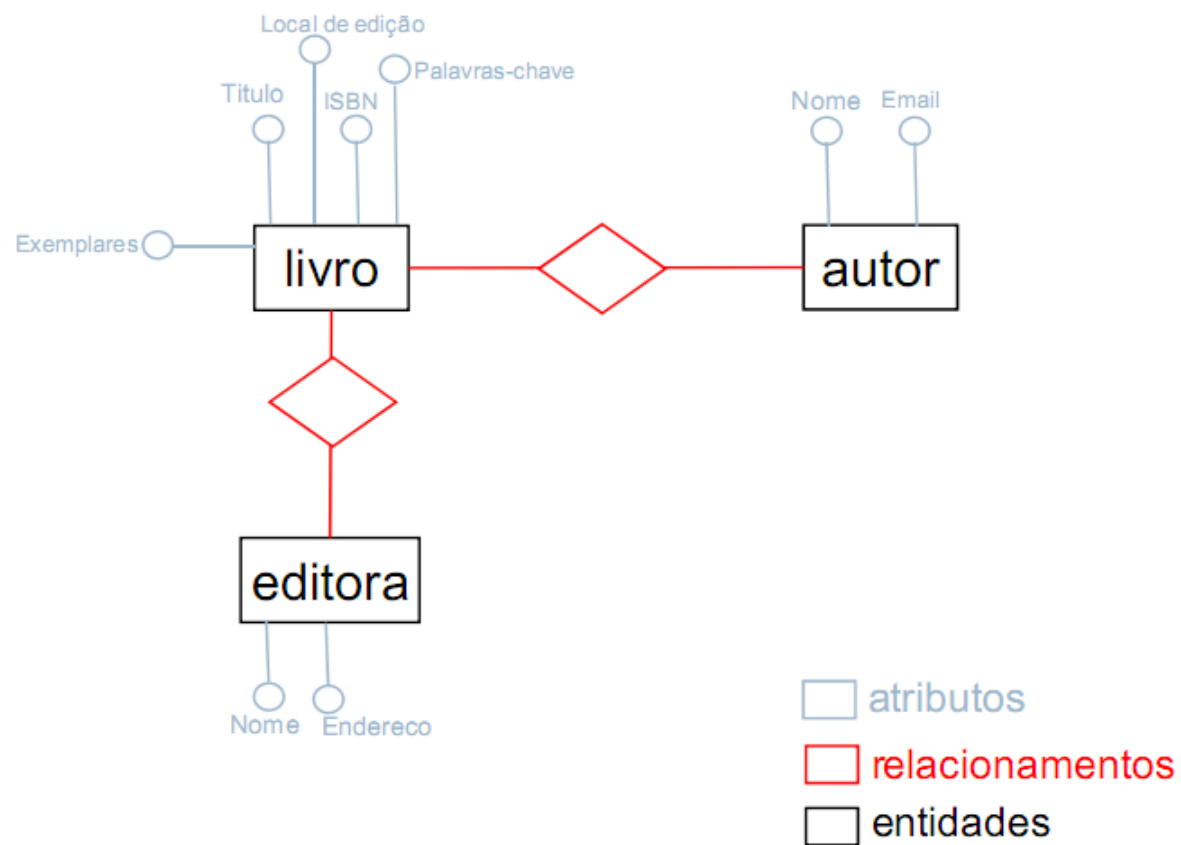 Local de edição
Palavras-chave
Titulo
ISBN
Nome
Email
Exemplares
livro
autor
editora
Nome
Endereco
atributos
relacionamentos
entidades